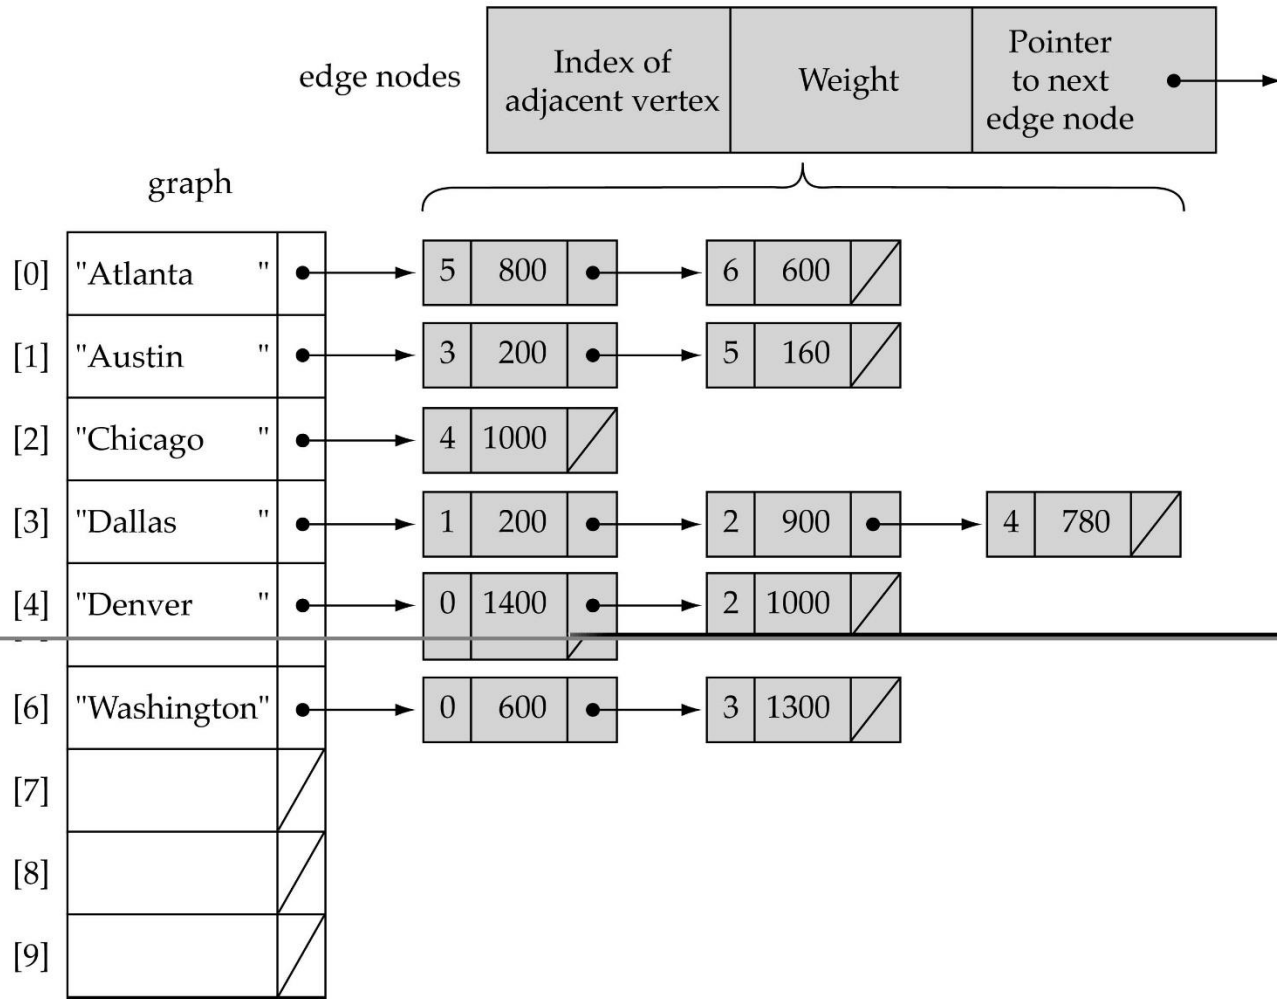 edge nodes
Index of
adjacent vertex
Weight
Pointer
to next
edge node
graph
[0] "Atlanta " 5 800 6 600
[1] "Austin " 3 200 5 160
[2] "Chicago " 4 1000
[3] "Dallas " 1 200 2 900 4 780
[4] "Denver " 0 1400 2 1000
[6] "Washington" 0 600 3 1300
[7]
[8]
[9]